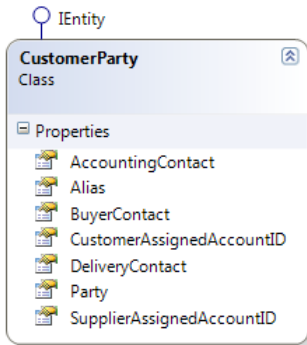 IEntity
CustomerParty
Class
Properties
AccountingContact
Alias
BuyerContact
CustomerAssignedAccountID
DeliveryContact
Party
SupplierAssignedAccountID